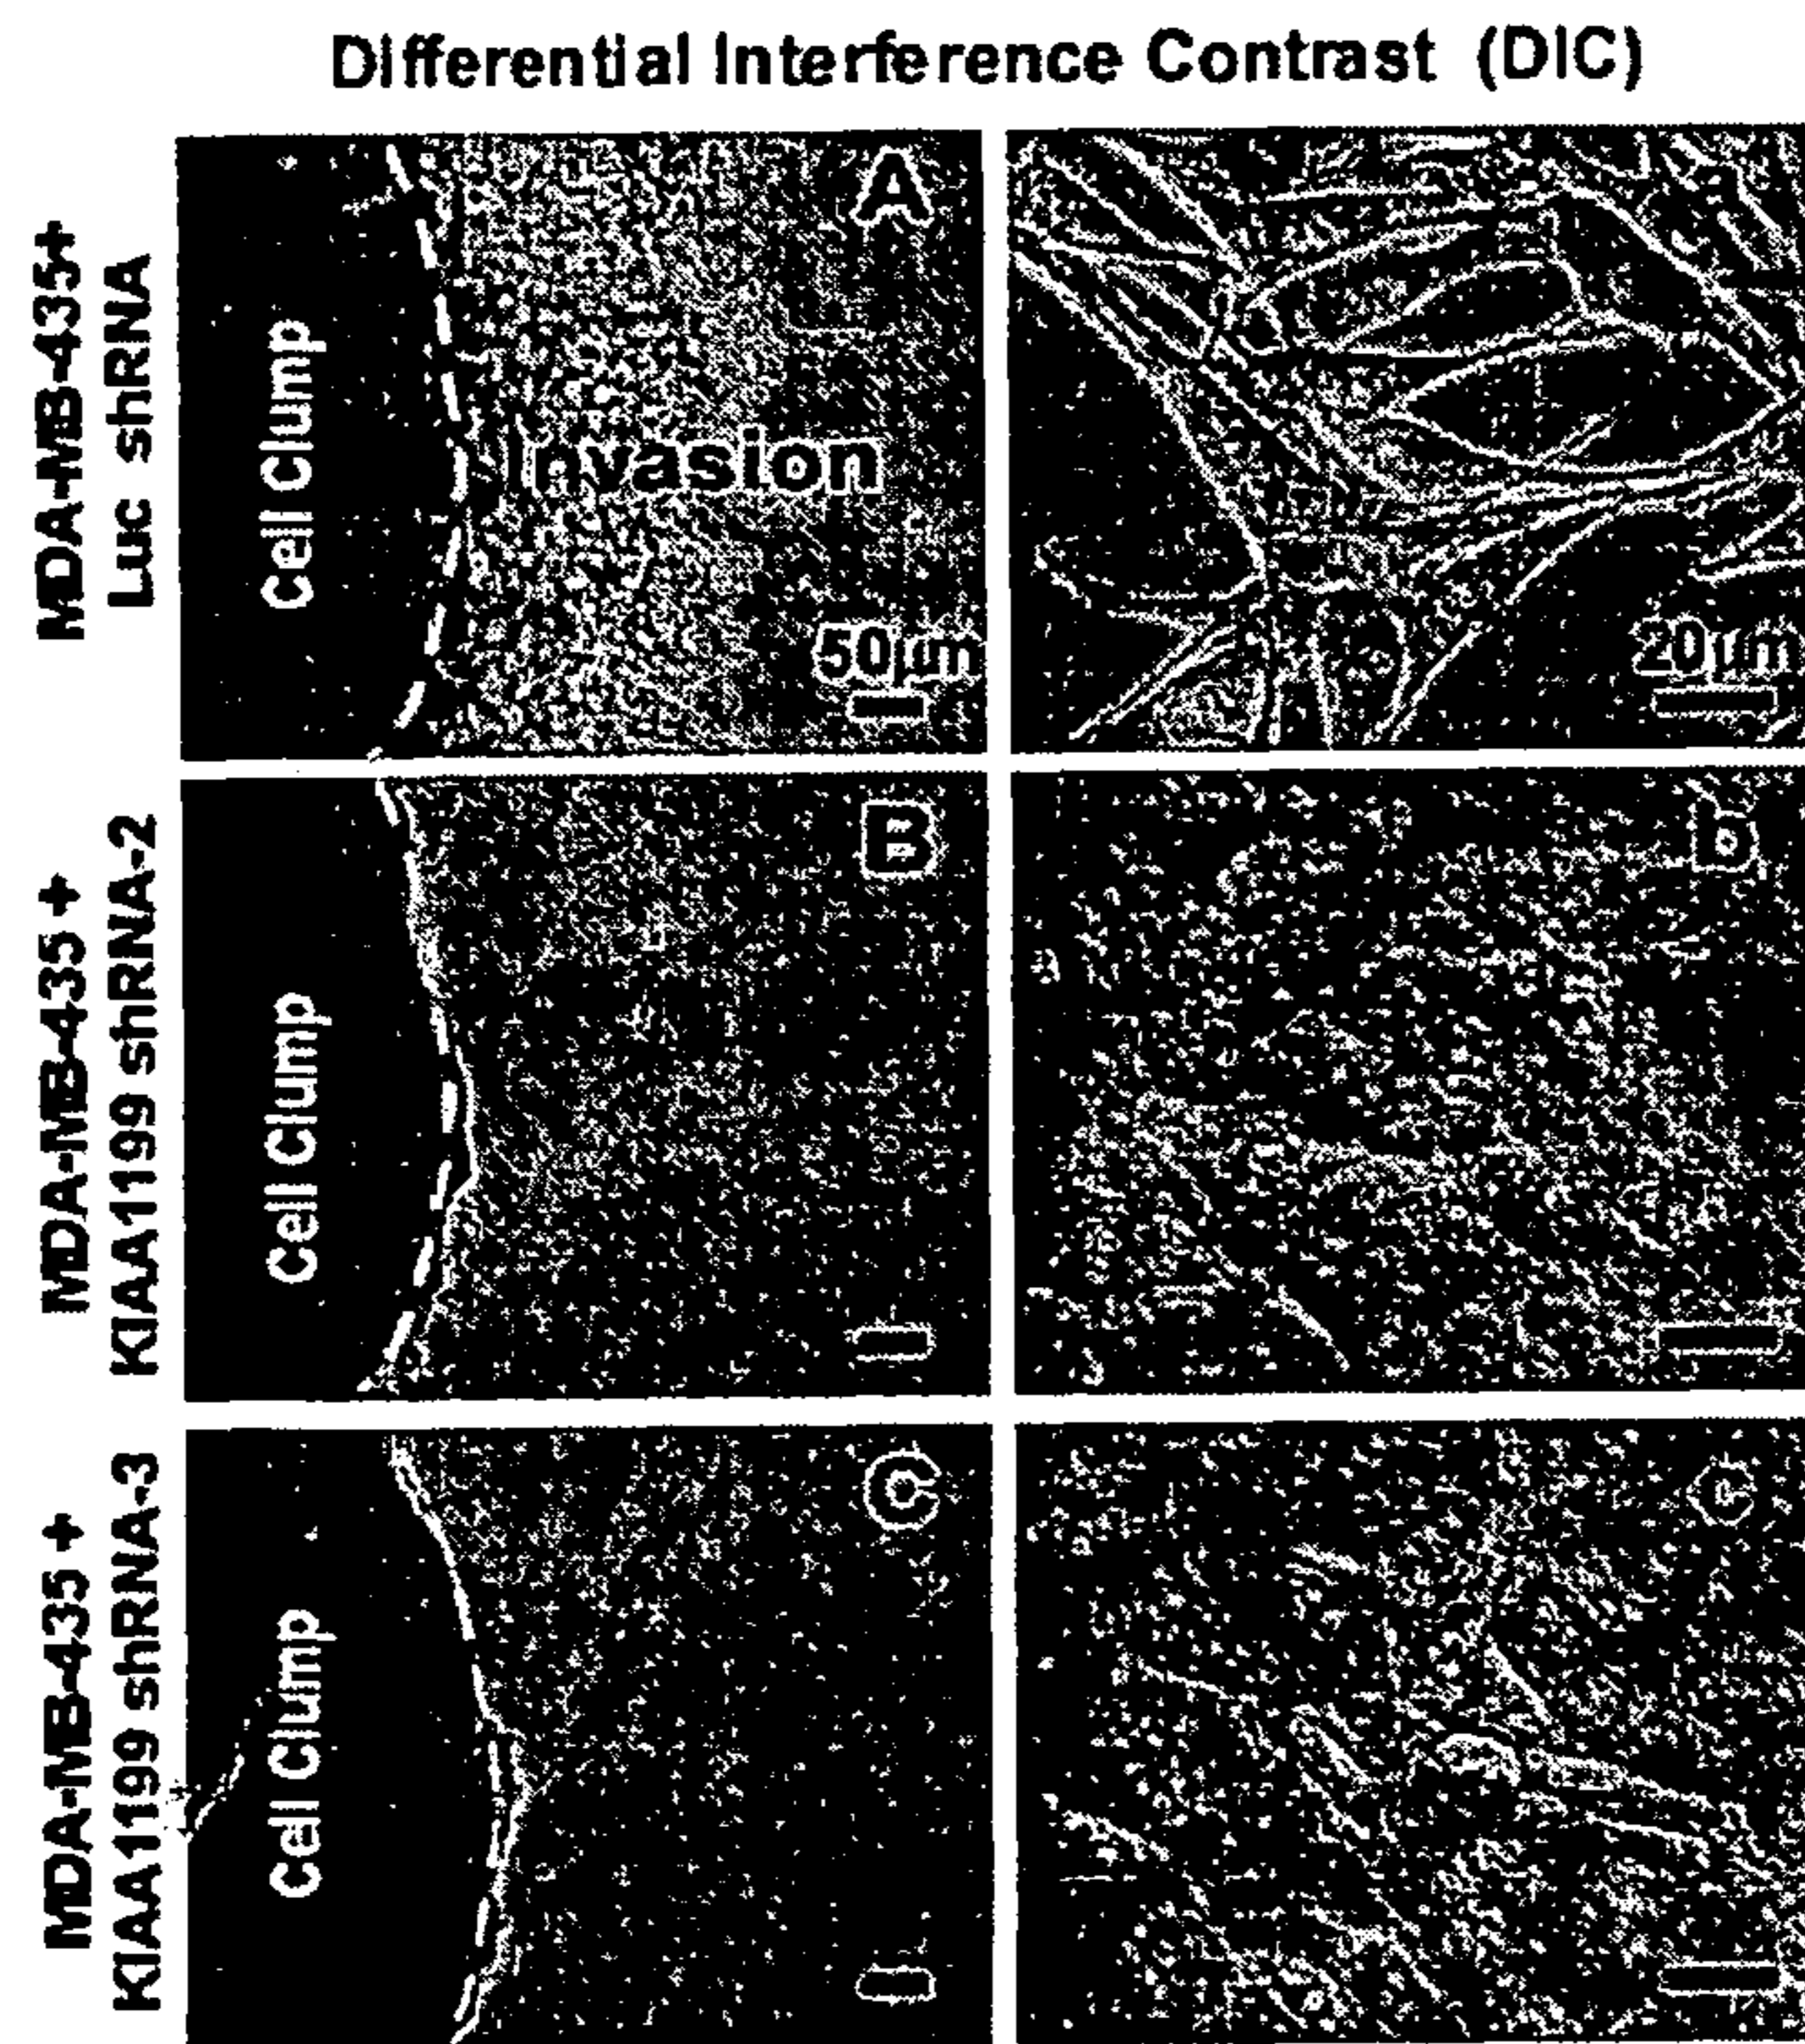 Differential Interference Contrast (DIC)
MDA-MB-435+
Luc shRNA
Cell Clump
Invasion
A
50μm
20μm
MDA-MB-435 +
KIAA1199 shRNA-2
Cell Clump
B
b
MDA-MB-435 +
KIAA1199 shRNA-3
Cell Clump
C
c